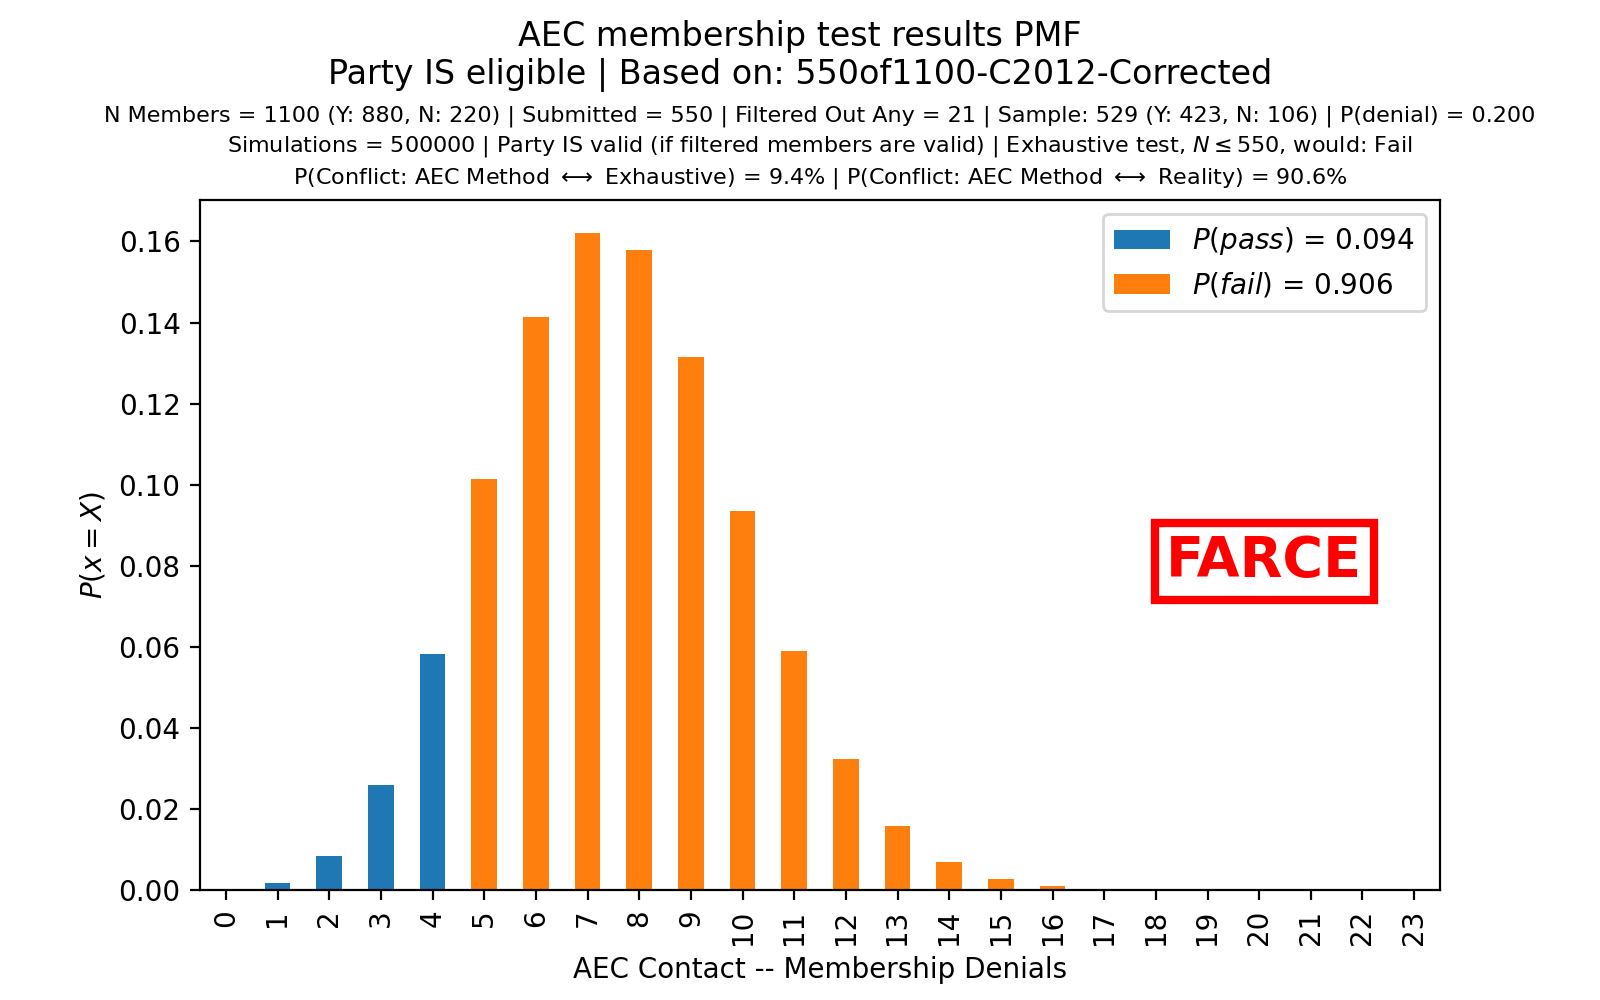 AEC membership test results PMF
Party IS eligible | Based on: 550of1100-C2012-Corrected
N Members = 1100 (Y: 880, N: 220) | Submitted = 550 | Filtered Out Any = 21 | Sample: 529 (Y: 423, N: 106) | P(denial) = 0.200
Simulations = 500000 | Party IS valid (if filtered members are valid) | Exhaustive test, N ≤ 550, would: Fail
P(Conflict: AEC Method ⟷ Exhaustive) = 9.4% | P(Conflict: AEC Method ⟷ Reality) = 90.6%
P(pass) = 0.094
P(fail) = 0.906
0.16
0.14
0.12
0.10
0.08
0.06
0.04
0.02
0.00
P(x = X)
FARCE
0 1 2 3 4 5 6 7 8 9 10 11 12 13 14 15 16 17 18 19 20 21 22 23
AEC Contact -- Membership Denials